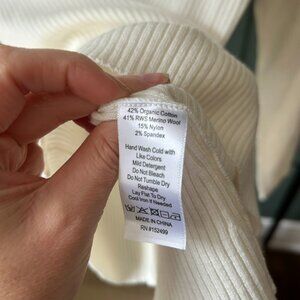 42% Organic Cotton
41% RWS Merino Wool
15% Nylon
2% Spandex
Hand Wash Cold with
Like Colors
Mild Detergent
Do Not Bleach
Do Not Tumble Dry
Reshape
Lay Flat To Dry
Cool Iron If Needed
MADE IN CHINA
RN #152499